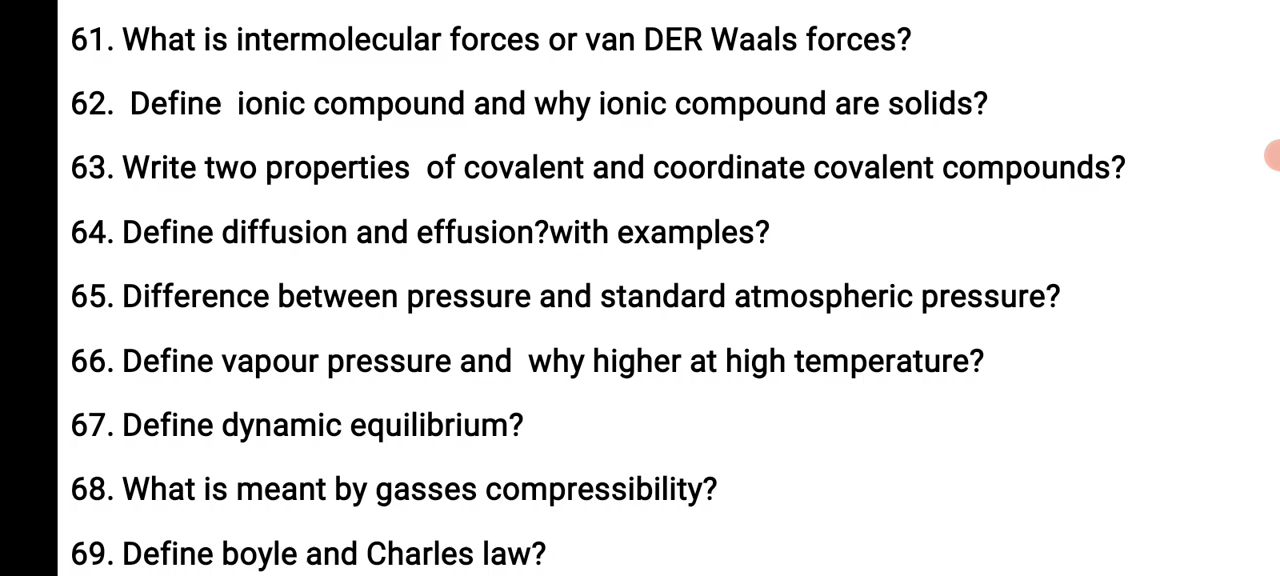 61. What is intermolecular forces or van DER Waals forces?
62. Define ionic compound and why ionic compound are solids?
63. Write two properties of covalent and coordinate covalent compounds?
64. Define diffusion and effusion?with examples?
65. Difference between pressure and standard atmospheric pressure?
66. Define vapour pressure and why higher at high temperature?
67. Define dynamic equilibrium?
68. What is meant by gasses compressibility?
69. Define boyle and Charles law?